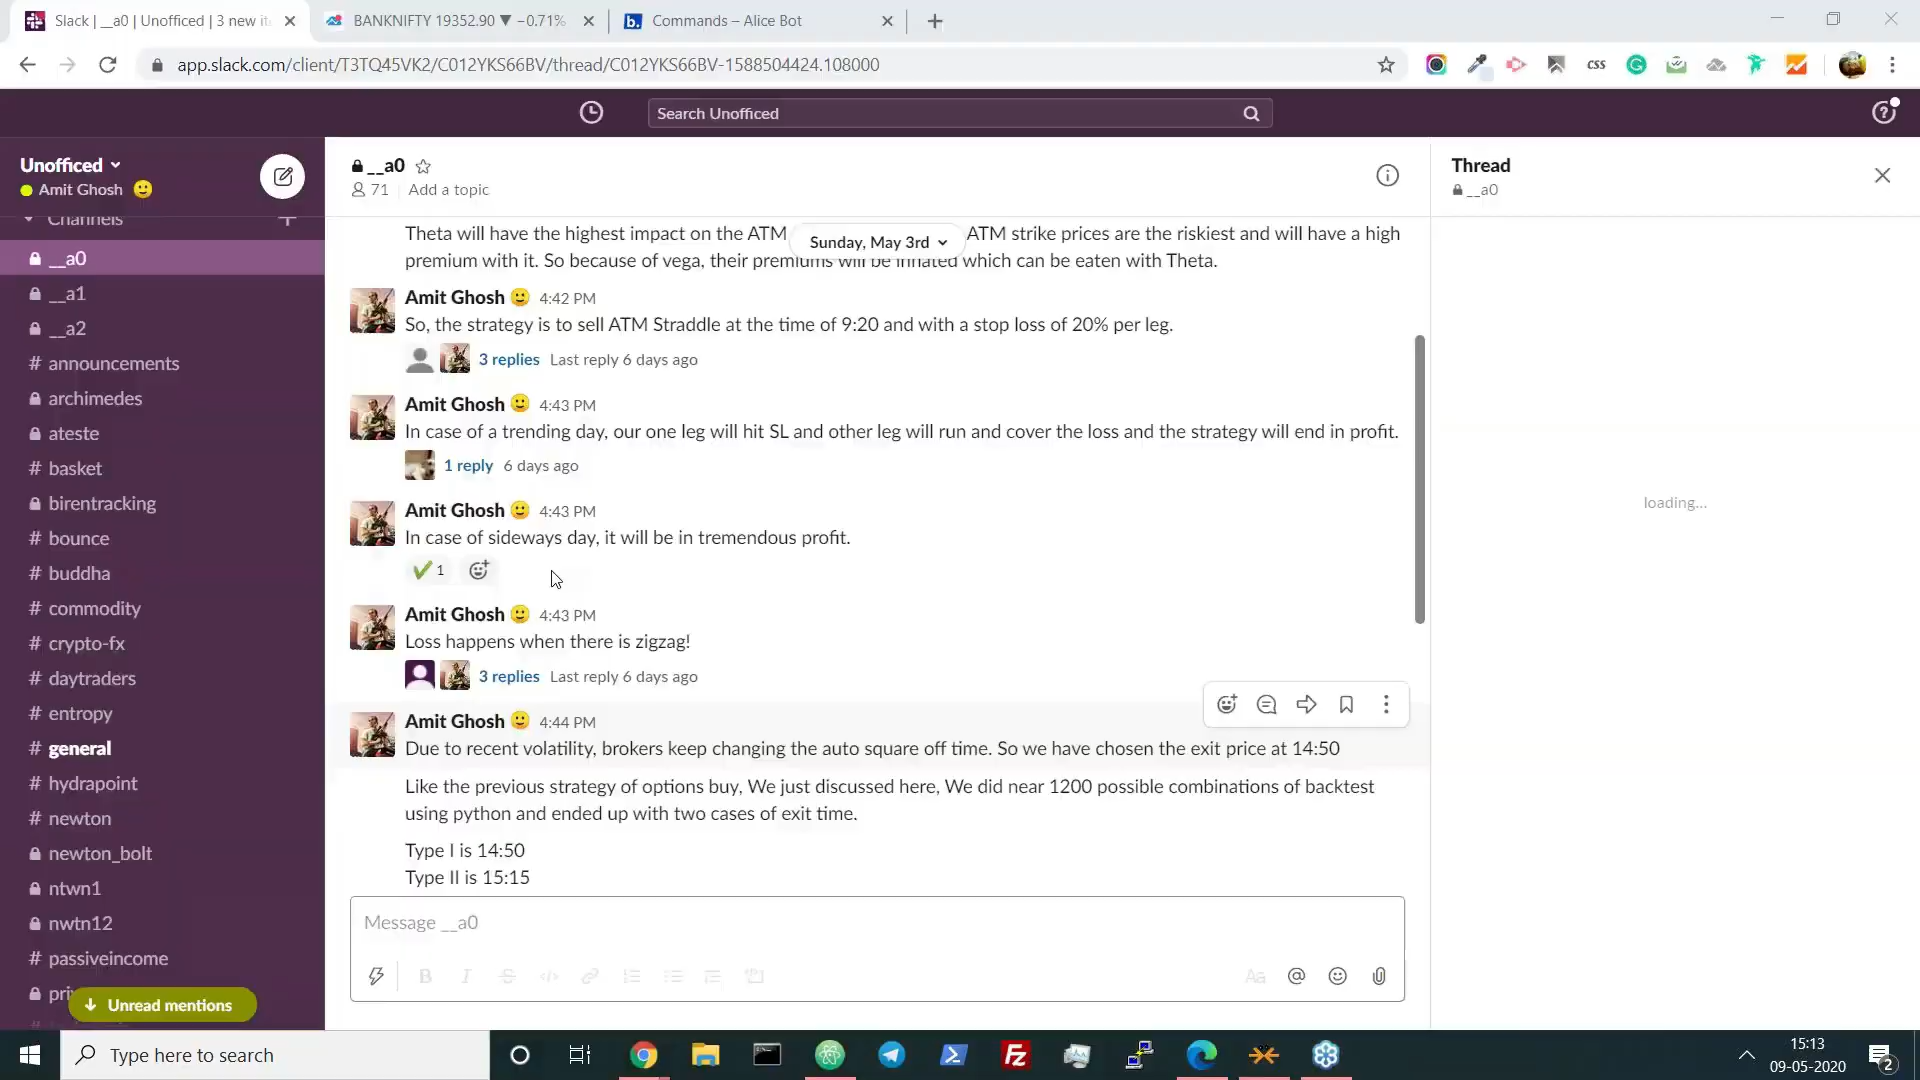 Slack | __a0 | Unofficed | 3 new it
BANKNIFTY 19352.90 ▼ −0.71%
b. Commands – Alice Bot
app.slack.com/client/T3TQ45VK2/C012YKS66BV/thread/C012YKS66BV-1588504424.108000
css
Search Unofficed
Unofficed
Amit Ghosh
Channels
__a0
__a1
__a2
# announcements
archimedes
ateste
# basket
birentracking
# bounce
# buddha
# commodity
# crypto-fx
# daytraders
# entropy
# general
# hydrapoint
# newton
newton_bolt
ntwn1
nwtn12
# passiveincome
pri
Unread mentions
__a0
71 Add a topic
Sunday, May 3rd
Theta will have the highest impact on the ATM ATM strike prices are the riskiest and will have a high
premium with it. So because of vega, their premiums will be inflated which can be eaten with Theta.
Amit Ghosh 4:42 PM
So, the strategy is to sell ATM Straddle at the time of 9:20 and with a stop loss of 20% per leg.
3 replies Last reply 6 days ago
Amit Ghosh 4:43 PM
In case of a trending day, our one leg will hit SL and other leg will run and cover the loss and the strategy will end in profit.
1 reply 6 days ago
Amit Ghosh 4:43 PM
In case of sideways day, it will be in tremendous profit.
1
Amit Ghosh 4:43 PM
Loss happens when there is zigzag!
3 replies Last reply 6 days ago
Amit Ghosh 4:44 PM
Due to recent volatility, brokers keep changing the auto square off time. So we have chosen the exit price at 14:50
Like the previous strategy of options buy, We just discussed here, We did near 1200 possible combinations of backtest
using python and ended up with two cases of exit time.
Type I is 14:50
Type II is 15:15
Message __a0
B I S Aa @
Thread
__a0
loading...
Type here to search
Fz
15:13
09-05-2020
2